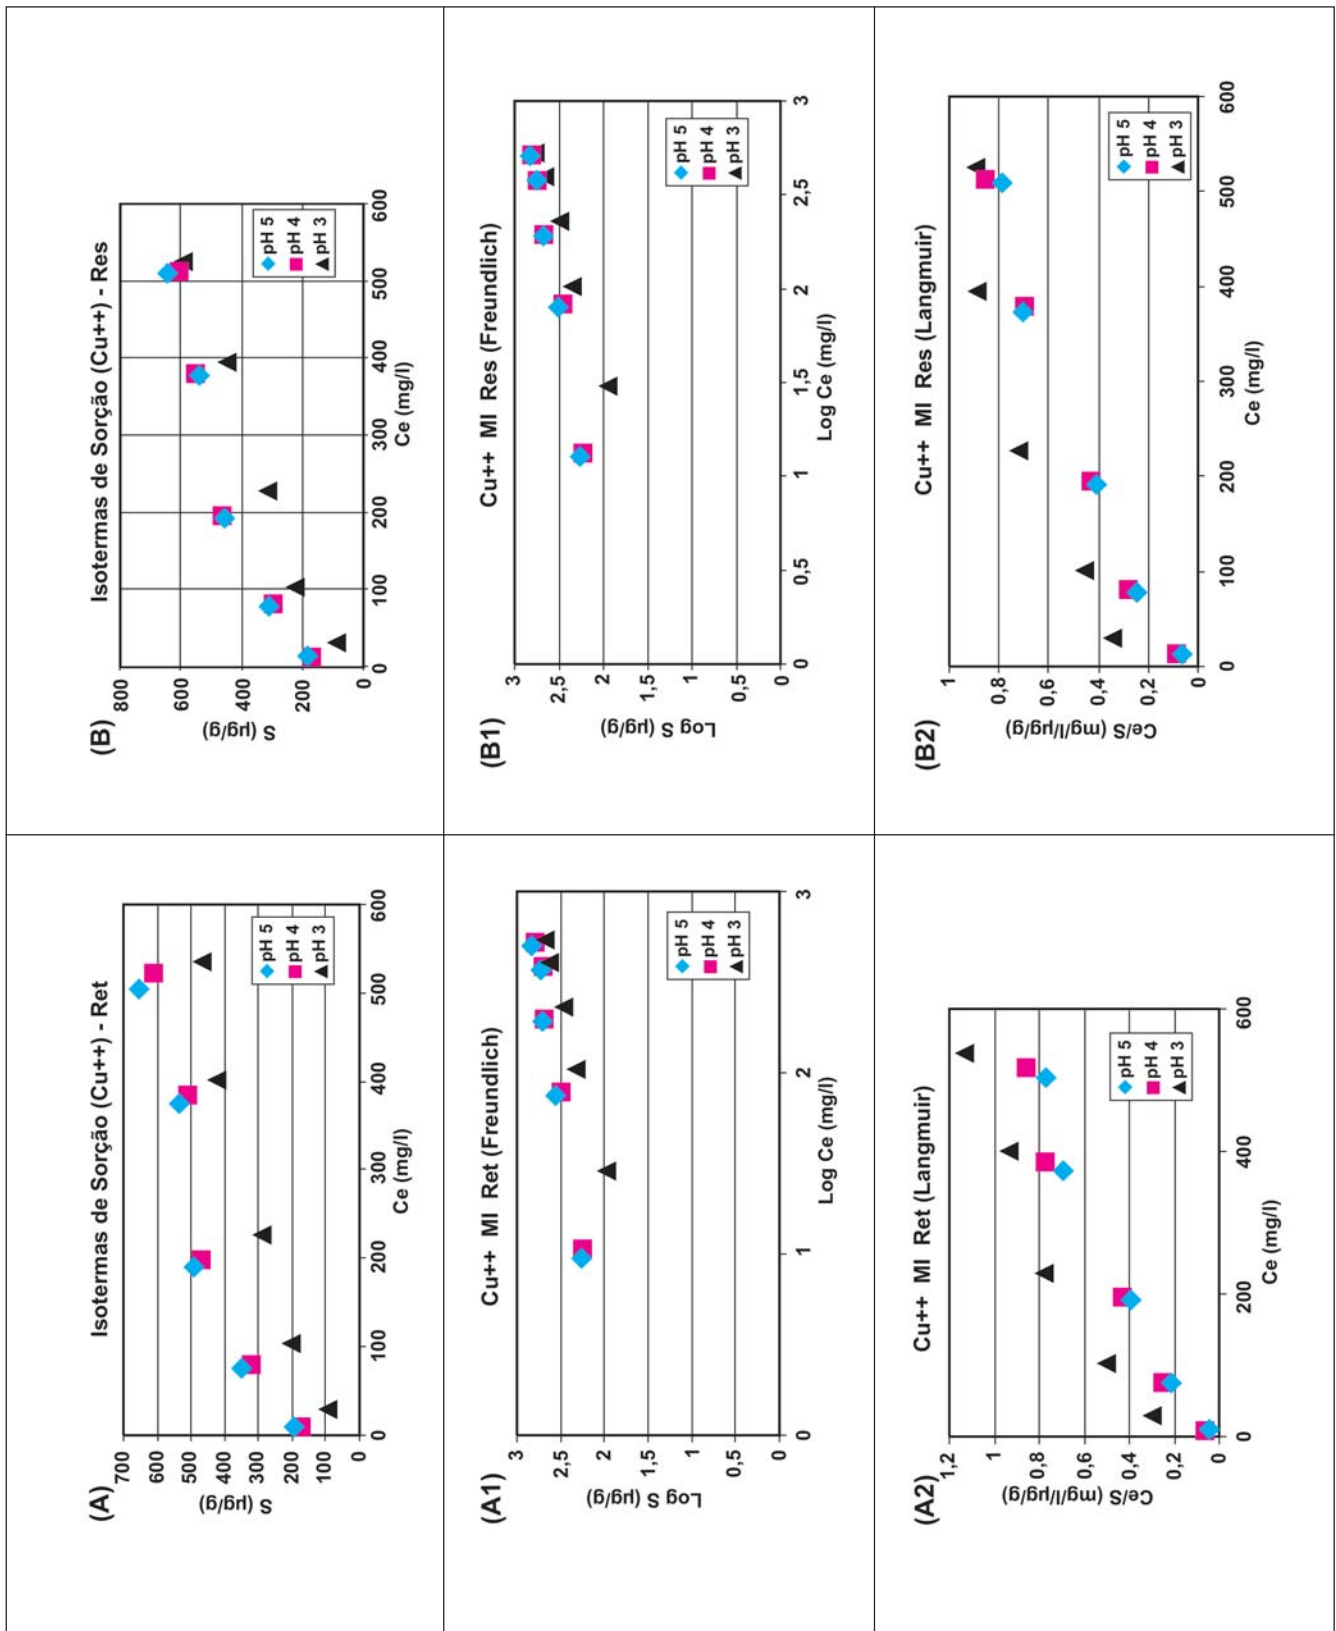 (A)
Isotermas de Sorção (Cu++) - Ret
S (µg/g)
700
600
500
400
300
200
100
0
100
200
300
400
500
600
Ce (mg/l)
pH 5
pH 4
pH 3
(B)
Isotermas de Sorção (Cu++) - Res
S (µg/g)
800
600
400
200
0
0
100
200
300
400
500
600
Ce (mg/l)
pH 5
pH 4
pH 3
(A1)
Cu++ MI Ret (Freundlich)
Log S (µg/g)
3
2,5
2
1,5
1
0,5
0
0
1
2
3
Log Ce (mg/l)
pH 5
pH 4
pH 3
(B1)
Cu++ MI Res (Freundlich)
Log S (µg/g)
3
2,5
2
1,5
1
0,5
0
0
0,5
1
1,5
2
2,5
3
Log Ce (mg/l)
pH 5
pH 4
pH 3
(A2)
Cu++ MI Ret (Langmuir)
Ce/S (mg/l/µg/g)
1,2
1
0,8
0,6
0,4
0,2
0
0
200
400
600
Ce (mg/l)
pH 5
pH 4
pH 3
(B2)
Cu++ MI Res (Langmuir)
Ce/S (mg/l/µg/g)
1
0,8
0,6
0,4
0,2
0
0
100
200
300
400
500
600
Ce (mg/l)
pH 5
pH 4
pH 3